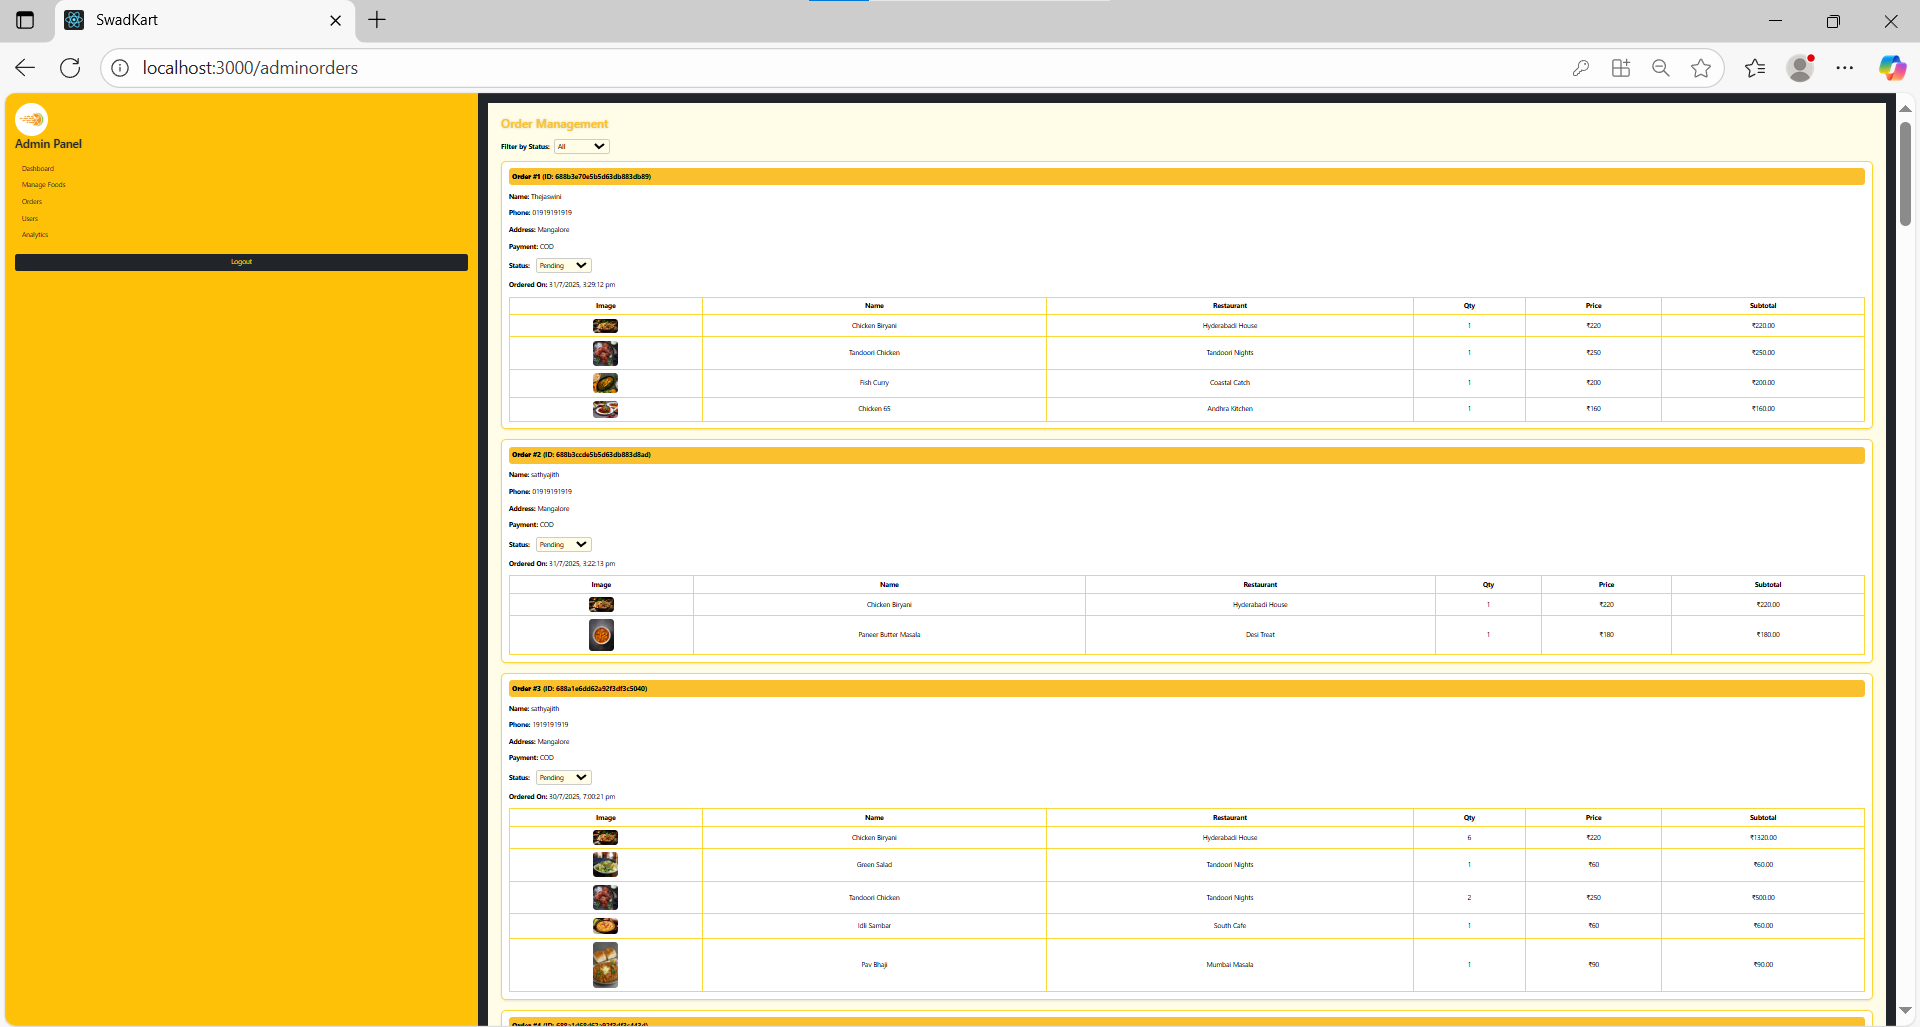 SwadKart
localhost:3000/adminorders
Admin Panel
Dashboard
Manage Foods
Orders
Users
Analytics
Logout
Order Management
Filter by Status: All
Order #1 (ID: 688b3e70e5b5d63db883db89)
Name: Thejaswini
Phone: 01919191919
Address: Mangalore
Payment: COD
Status: Pending
Ordered On: 31/7/2025, 3:29:12 pm
Image Name Restaurant Qty Price Subtotal
Chicken Biryani Hyderabadi House 1 ₹220 ₹220.00
Tandoori Chicken Tandoori Nights 1 ₹250 ₹250.00
Fish Curry Coastal Catch 1 ₹200 ₹200.00
Chicken 65 Andhra Kitchen 1 ₹160 ₹160.00
Order #2 (ID: 688b3ccde5b5d63db883d8ad)
Name: sathyajith
Phone: 01919191919
Address: Mangalore
Payment: COD
Status: Pending
Ordered On: 31/7/2025, 3:22:13 pm
Image Name Restaurant Qty Price Subtotal
Chicken Biryani Hyderabadi House 1 ₹220 ₹220.00
Paneer Butter Masala Desi Treat 1 ₹180 ₹180.00
Order #3 (ID: 688a1e6dd62a92f3df3c5040)
Name: sathyajith
Phone: 1919191919
Address: Mangalore
Payment: COD
Status: Pending
Ordered On: 30/7/2025, 7:00:21 pm
Image Name Restaurant Qty Price Subtotal
Chicken Biryani Hyderabadi House 6 ₹220 ₹1320.00
Green Salad Tandoori Nights 1 ₹60 ₹60.00
Tandoori Chicken Tandoori Nights 2 ₹250 ₹500.00
Idli Sambar South Cafe 1 ₹60 ₹60.00
Pav Bhaji Mumbai Masala 1 ₹90 ₹90.00
Order #4 (ID: